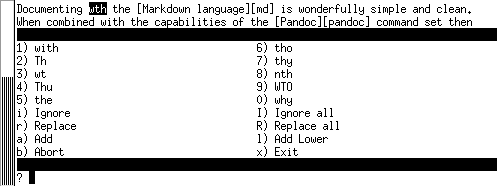 Documenting wth the [Markdown language][md] is wonderfully simple and clean.
When combined with the capabilities of the [Pandoc][pandoc] command set then
1) with 6) tho
2) Th 7) thy
3) wt 8) nth
4) Thu 9) WTO
5) the 0) why
i) Ignore I) Ignore all
r) Replace R) Replace all
a) Add l) Add Lower
b) Abort x) Exit
?